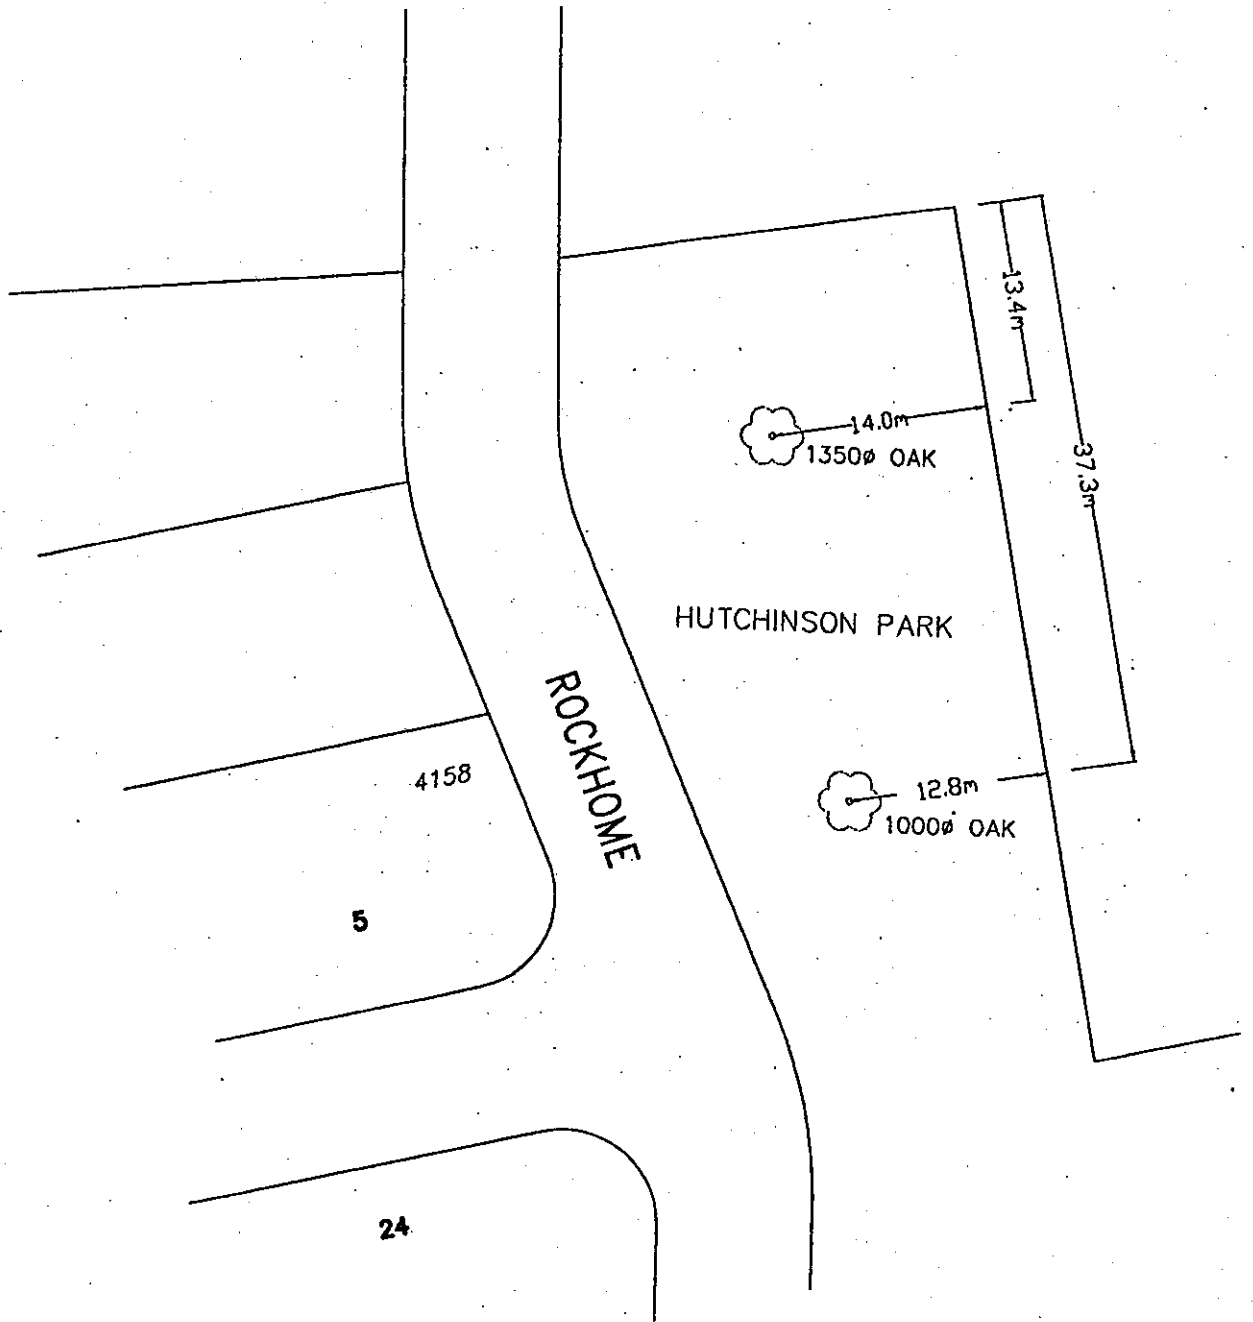 13.4m
14.0m
1350ø OAK
37.3m
HUTCHINSON PARK
ROCKHOME
4158
12.8m
1000ø OAK
5
24